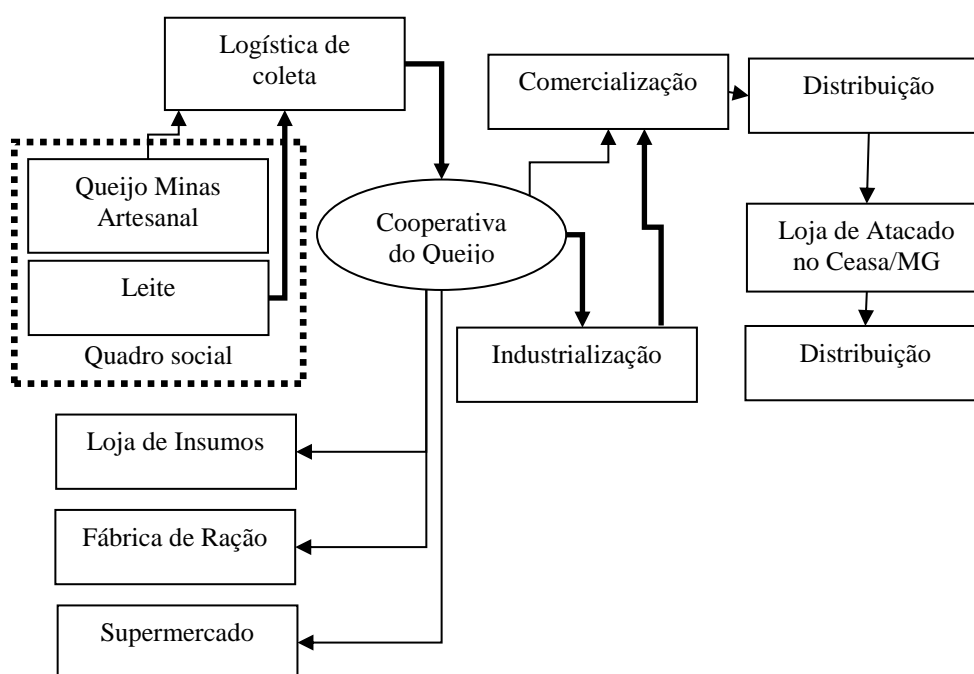 Logística de
coleta
Comercialização
Distribuição
Queijo Minas
Artesanal
Cooperativa
do Queijo
Loja de Atacado
no Ceasa/MG
Leite
Quadro social
Industrialização
Distribuição
Loja de Insumos
Fábrica de Ração
Supermercado